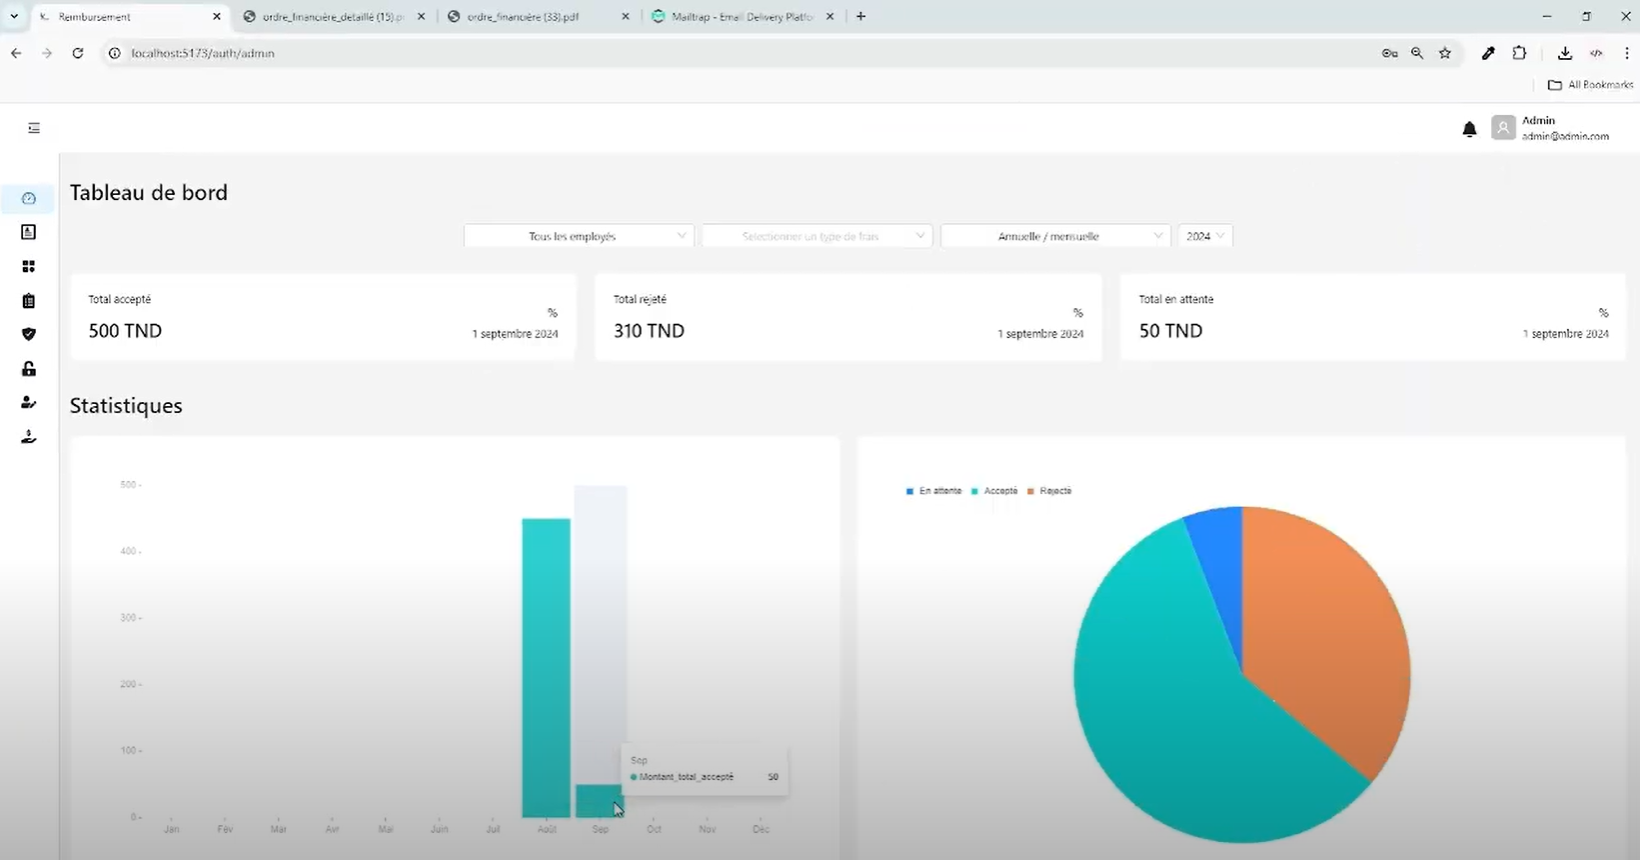 Reimbursement
ordre_financière_detaillé (15).p
ordre_financière (33).pdf
Mailtrap - Email Delivery Platfo
localhost:5173/auth/admin
All Bookmarks
Admin
admin@admin.com
Tableau de bord
Tous les employés
Sélectionner un type de frais
Annuelle / mensuelle
2024
Total accepté
%
500 TND
1 septembre 2024
Total rejeté
%
310 TND
1 septembre 2024
Total en attente
%
50 TND
1 septembre 2024
Statistiques
500
400
300
200
100
0
Jan
Fév
Mar
Avr
Mai
Juin
Juil
Août
Sep
Oct
Nov
Déc
Sep
Montant_total_accepté 50
En attente
Accepté
Rejecté